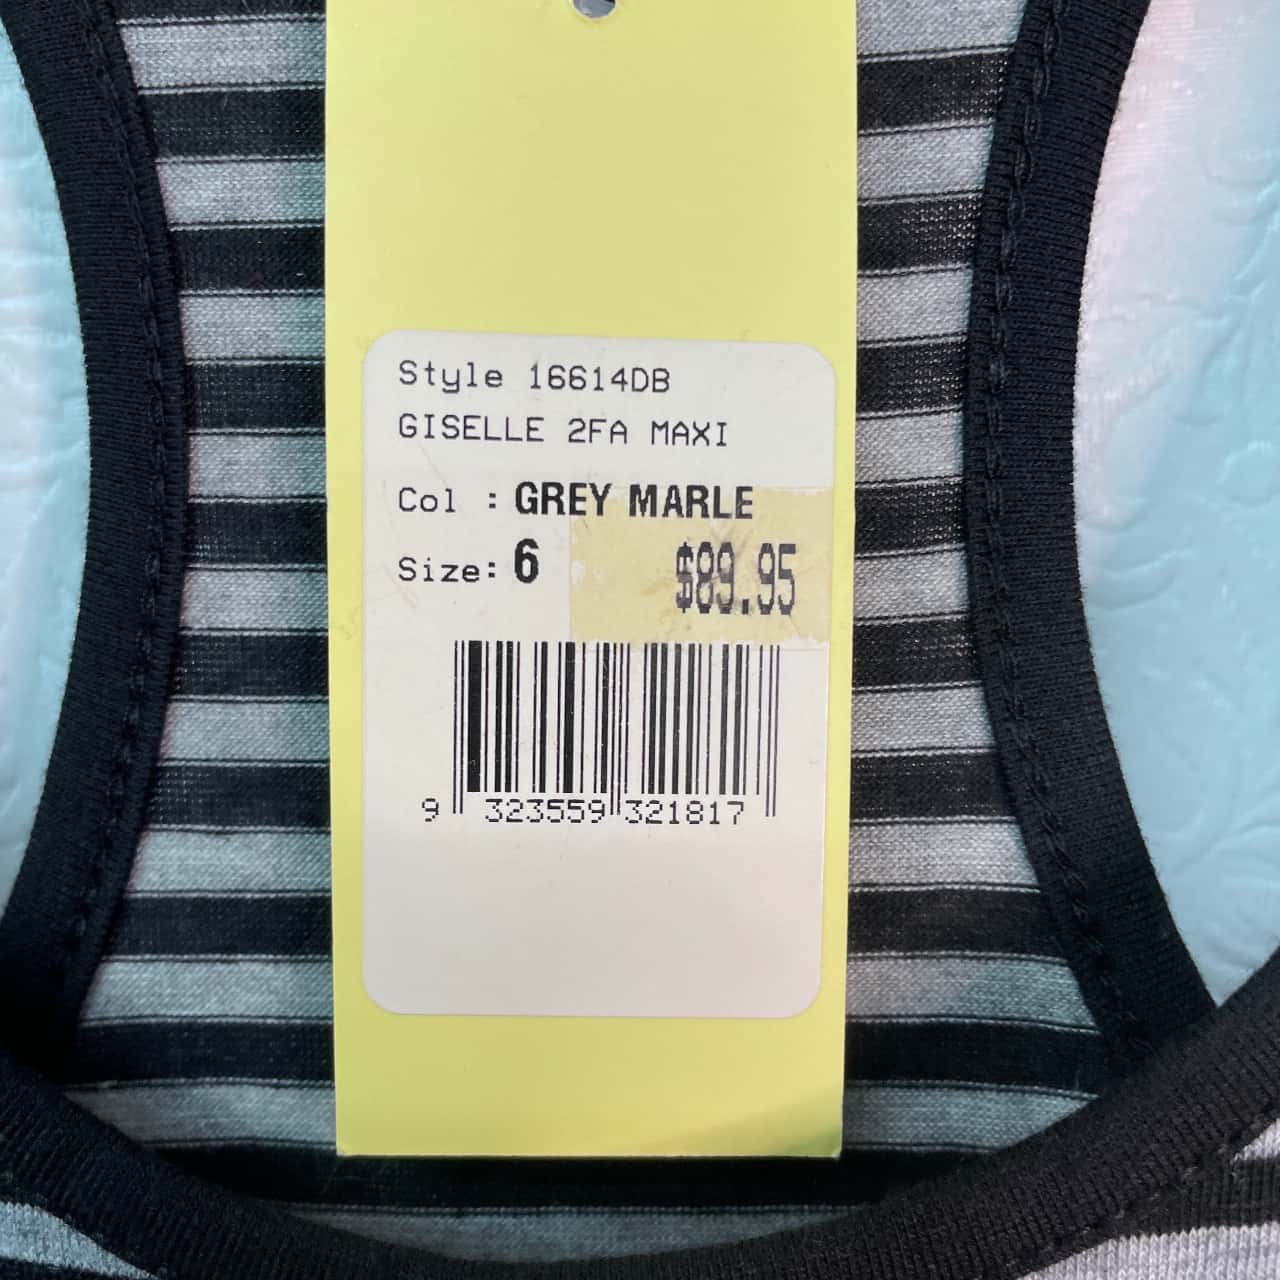 Style 16614DB
GISELLE 2FA MAXI
Col : GREY MARLE
Size: 6
$89.95
9 323559 321817